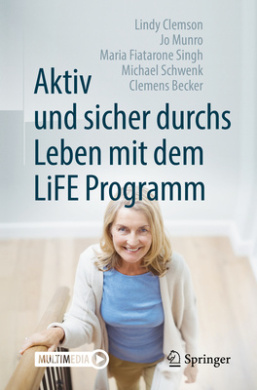 Lindy Clemson
Jo Munro
Maria Fiatarone Singh
Michael Schwenk
Clemens Becker
Aktiv
und sicher durchs
Leben mit dem
LiFE Programm
MULTIMEDIA
Springer